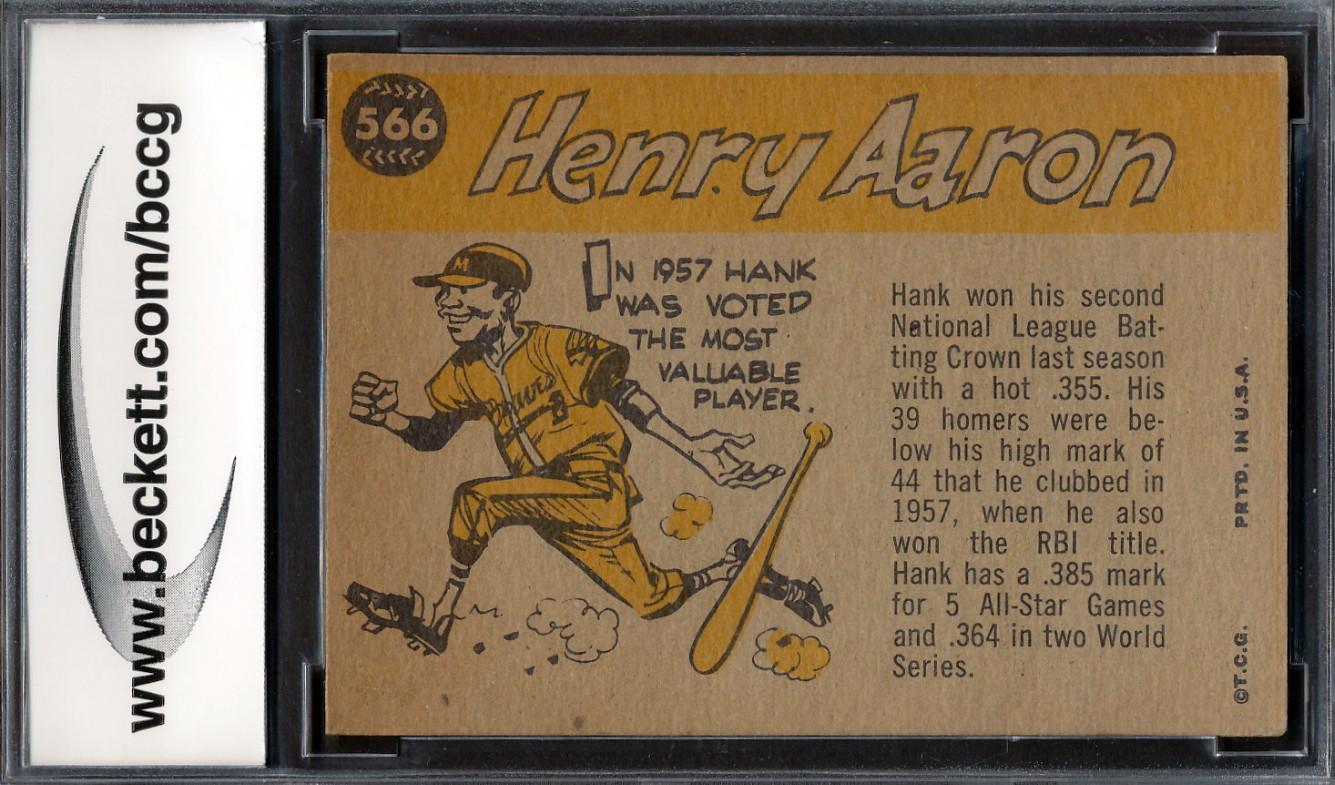 www.beckett.com/bccg
566
Henry Aaron
IN 1957 HANK
WAS VOTED
THE MOST
VALUABLE
PLAYER.
M
Braves
Hank won his second
National League Bat-
ting Crown last season
with a hot .355. His
39 homers were be-
low his high mark of
44 that he clubbed in
1957, when he also
won the RBI title.
Hank has a .385 mark
for 5 All-Star Games
and .364 in two World
Series.
©T.C.G.
PRTD. IN U.S.A.